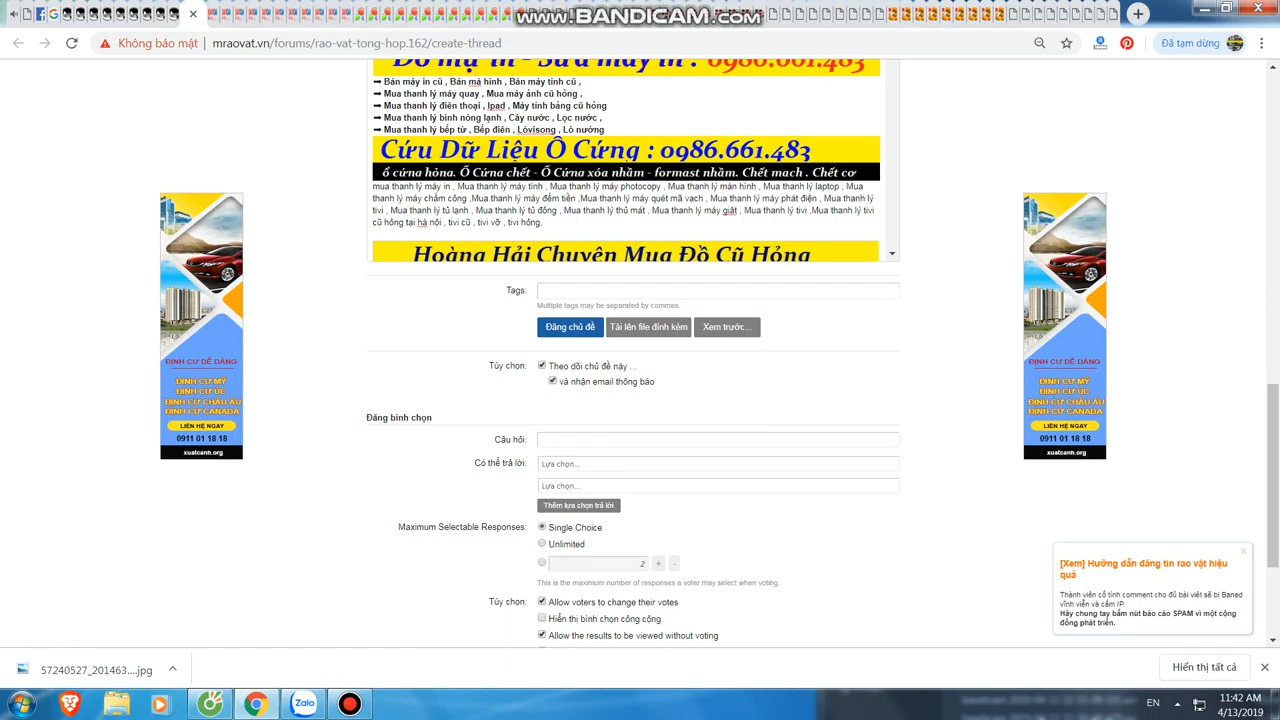 WWW.BANDICAM.COM
Không bảo mật
mraovat.vn/forums/rao-vat-tong-hop.162/create-thread
Đã tạm dừng
Đổ mực in - Sửa máy in : 0986.661.483
➡ Bán máy in cũ , Bán mà hình , Bán máy tính cũ ,
➡ Mua thanh lý máy quay , Mua máy ảnh cũ hỏng ,
➡ Mua thanh lý điện thoại , Ipad , Máy tính bảng cũ hỏng
➡ Mua thanh lý bình nóng lạnh , Cây nước , Lọc nước ,
➡ Mua thanh lý bếp từ , Bếp điên , Lòvisong , Lò nướng
Cứu Dữ Liệu Ổ Cứng : 0986.661.483
ổ cứng hỏng. Ổ Cứng chết - Ổ Cứng xóa nhầm - formast nhầm. Chết mach . Chết cơ
mua thanh lý máy in , Mua thanh lý máy tính , Mua thanh lý máy photocopy , Mua thanh lý màn hình , Mua thanh lý laptop , Mua
thanh lý máy chấm công ,Mua thanh lý máy đếm tiền ,Mua thanh lý máy quét mã vạch , Mua thanh lý máy phát điện , Mua thanh lý
tivi , Mua thanh lý tủ lạnh , Mua thanh lý tủ đông , Mua thanh lý thủ mát , Mua thanh lý máy giặt , Mua thanh lý tivi ,Mua thanh lý tivi
cũ hỏng tại hà nội , tivi cũ , tivi vỡ , tivi hỏng,
Hoàng Hải Chuyên Mua Đồ Cũ Hỏng
Tags:
Multiple tags may be separated by commas.
Đăng chủ đề
Tải lên file đính kèm
Xem trước...
Tùy chọn:
Theo dõi chủ đề này ...
và nhận email thông báo
Đăng bình chọn
Câu hỏi:
Có thể trả lời:
Lựa chọn...
Lựa chọn...
Thêm lựa chọn trả lời
Maximum Selectable Responses:
Single Choice
Unlimited
2
+
-
This is the maximum number of responses a voter may select when voting.
Tùy chọn:
Allow voters to change their votes
Hiển thị bình chọn công cộng
Allow the results to be viewed without voting
ĐỊNH CƯ DỄ DÀNG
ĐỊNH CƯ MỸ
ĐỊNH CƯ ÚC
ĐỊNH CƯ CHÂU ÂU
ĐỊNH CƯ CANADA
LIÊN HỆ NGAY
0911 01 18 18
xuatcanh.org
ĐỊNH CƯ DỄ DÀNG
ĐỊNH CƯ MỸ
ĐỊNH CƯ ÚC
ĐỊNH CƯ CHÂU ÂU
ĐỊNH CƯ CANADA
LIÊN HỆ NGAY
0911 01 18 18
xuatcanh.org
[Xem] Hướng dẫn đăng tin rao vặt hiệu
quả
Thành viên cố tình comment cho đủ bài viết sẽ bị Baned
vĩnh viễn và cấm IP.
Hãy chung tay bấm nút báo cáo SPAM vì một cộng
đồng phát triển.
57240527_201463....jpg
Hiển thị tất cả
Zalo
EN
11:42 AM
4/13/2019